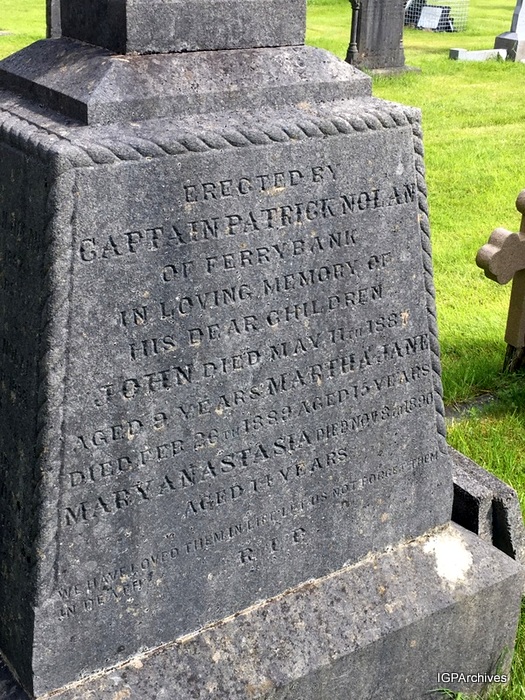 ERECTED BY
CAPTAIN PATRICK NOLAN
OF FERRYBANK
IN LOVING MEMORY OF
HIS DEAR CHILDREN
JOHN DIED MAY 11TH 1887
AGED 9 YEARS MARTHA JANE
DIED FEB 26TH 1889 AGED 15 YEARS
MARY ANASTASIA DIED NOV 8TH 1890
AGED 14 YEARS
"WE HAVE LOVED THEM IN LIFE LET US NOT FORGET THEM
IN DEATH"
IGPArchives